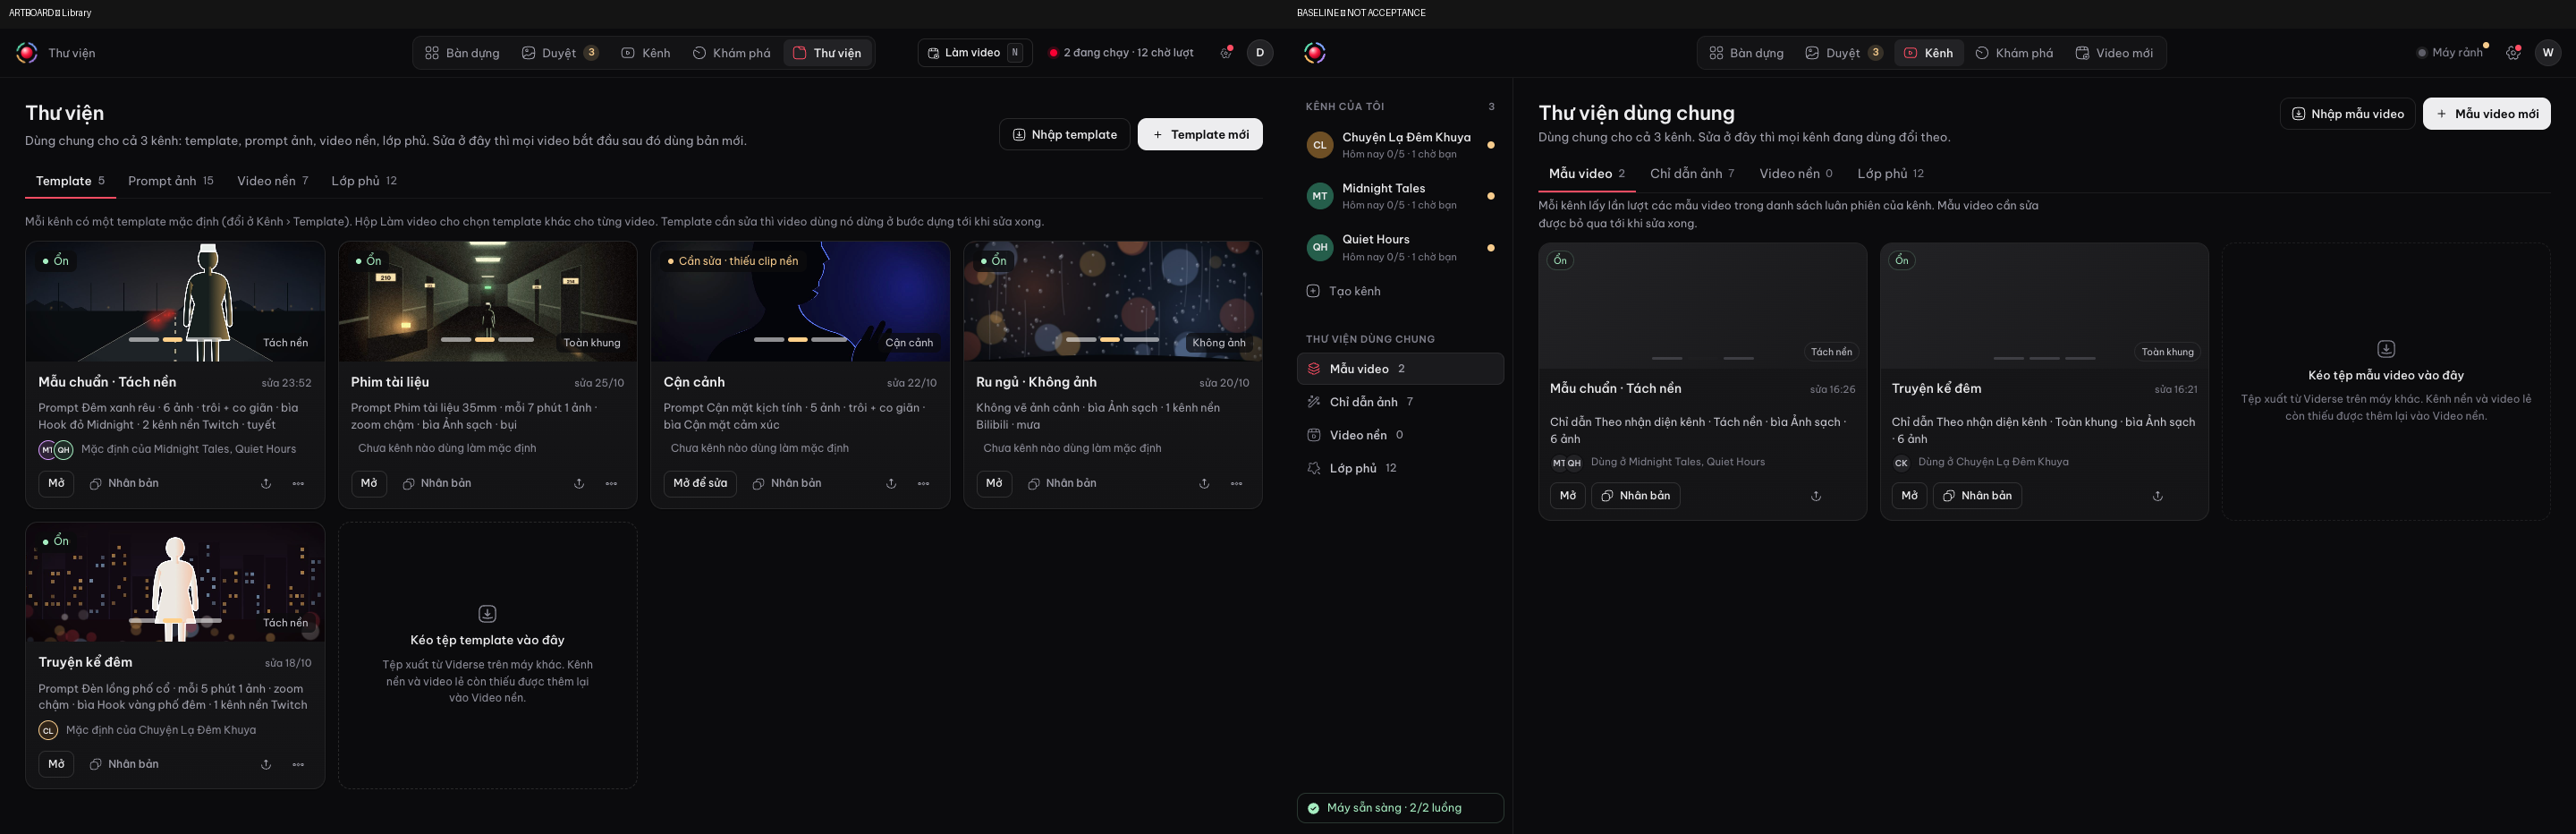 ARTBOARD Library
Thư viện
Bàn dựng
Duyệt 3
Kênh
Khám phá
Thư viện
Làm video N
2 đang chạy · 12 chờ lượt
D
Thư viện
Dùng chung cho cả 3 kênh: template, prompt ảnh, video nền, lớp phủ. Sửa ở đây thì mọi video bắt đầu sau đó dùng bản mới.
Nhập template
+ Template mới
Template 5
Prompt ảnh 15
Video nền 7
Lớp phủ 12
Mỗi kênh có một template mặc định (đổi ở Kênh › Template). Hộp Làm video cho chọn template khác cho từng video. Template cần sửa thì video dùng nó dừng ở bước dựng tới khi sửa xong.
Ổn
Tách nền
Mẫu chuẩn · Tách nền
sửa 23:52
Prompt Đêm xanh rêu · 6 ảnh · trôi + co giãn · bìa
Hook đỏ Midnight · 2 kênh nền Twitch · tuyết
MT QH Mặc định của Midnight Tales, Quiet Hours
Mở
Nhân bản
Ổn
210
214
Toàn khung
Phim tài liệu
sửa 25/10
Prompt Phim tài liệu 35mm · mỗi 7 phút 1 ảnh ·
zoom chậm · bìa Ảnh sạch · bụi
Chưa kênh nào dùng làm mặc định
Mở
Nhân bản
Cần sửa · thiếu clip nền
Cận cảnh
Cận cảnh
sửa 22/10
Prompt Cận mặt kịch tính · 5 ảnh · trôi + co giãn ·
bìa Cận mặt cảm xúc
Chưa kênh nào dùng làm mặc định
Mở để sửa
Nhân bản
Ổn
Không ảnh
Ru ngủ · Không ảnh
sửa 20/10
Không vẽ ảnh cảnh · bìa Ảnh sạch · 1 kênh nền
Bilibili · mưa
Chưa kênh nào dùng làm mặc định
Mở
Nhân bản
Ổn
Tách nền
Truyện kể đêm
sửa 18/10
Prompt Đèn lồng phố cổ · mỗi 5 phút 1 ảnh · zoom
chậm · bìa Hook vàng phố đêm · 1 kênh nền Twitch
CL Mặc định của Chuyện Lạ Đêm Khuya
Mở
Nhân bản
Kéo tệp template vào đây
Tệp xuất từ Viderse trên máy khác. Kênh
nền và video lẻ còn thiếu được thêm lại
vào Video nền.
BASELINE NOT ACCEPTANCE
Bàn dựng
Duyệt 3
Kênh
Khám phá
Video mới
Máy rảnh
W
KÊNH CỦA TÔI 3
CL
Chuyện Lạ Đêm Khuya
Hôm nay 0/5 · 1 chờ bạn
MT
Midnight Tales
Hôm nay 0/5 · 1 chờ bạn
QH
Quiet Hours
Hôm nay 0/5 · 1 chờ bạn
Tạo kênh
THƯ VIỆN DÙNG CHUNG
Mẫu video 2
Chỉ dẫn ảnh 7
Video nền 0
Lớp phủ 12
Máy sẵn sàng · 2/2 luồng
Thư viện dùng chung
Dùng chung cho cả 3 kênh. Sửa ở đây thì mọi kênh đang dùng đổi theo.
Nhập mẫu video
+ Mẫu video mới
Mẫu video 2
Chỉ dẫn ảnh 7
Video nền 0
Lớp phủ 12
Mỗi kênh lấy lần lượt các mẫu video trong danh sách luân phiên của kênh. Mẫu video cần sửa
được bỏ qua tới khi sửa xong.
Ổn
Tách nền
Mẫu chuẩn · Tách nền
sửa 16:26
Chỉ dẫn Theo nhận diện kênh · Tách nền · bìa Ảnh sạch ·
6 ảnh
MT QH Dùng ở Midnight Tales, Quiet Hours
Mở
Nhân bản
Ổn
Toàn khung
Truyện kể đêm
sửa 16:21
Chỉ dẫn Theo nhận diện kênh · Toàn khung · bìa Ảnh sạch
· 6 ảnh
CK Dùng ở Chuyện Lạ Đêm Khuya
Mở
Nhân bản
Kéo tệp mẫu video vào đây
Tệp xuất từ Viderse trên máy khác. Kênh nền và video lẻ
còn thiếu được thêm lại vào Video nền.